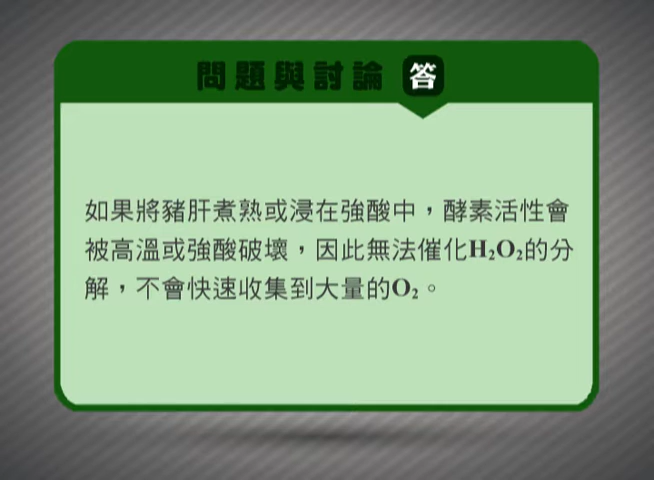 問題與討論 答
如果將豬肝煮熟或浸在強酸中，酵素活性會
被高溫或強酸破壞，因此無法催化H₂O₂的分
解，不會快速收集到大量的O₂。